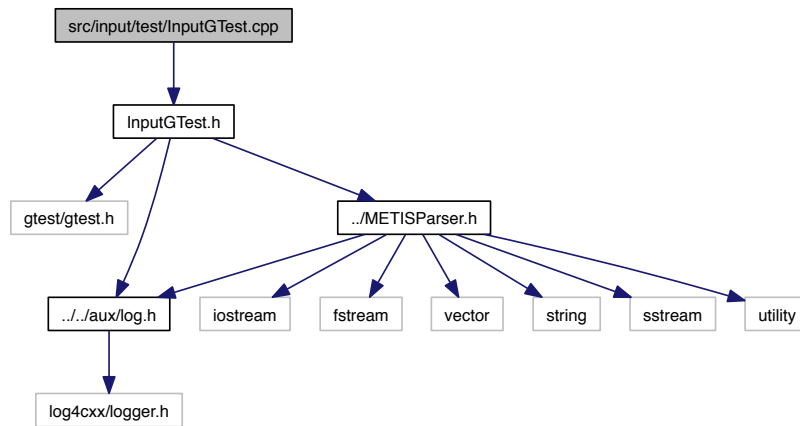 src/input/test/InputGTest.cpp
InputGTest.h
gtest/gtest.h
../METISParser.h
../../aux/log.h
iostream
fstream
vector
string
sstream
utility
log4cxx/logger.h